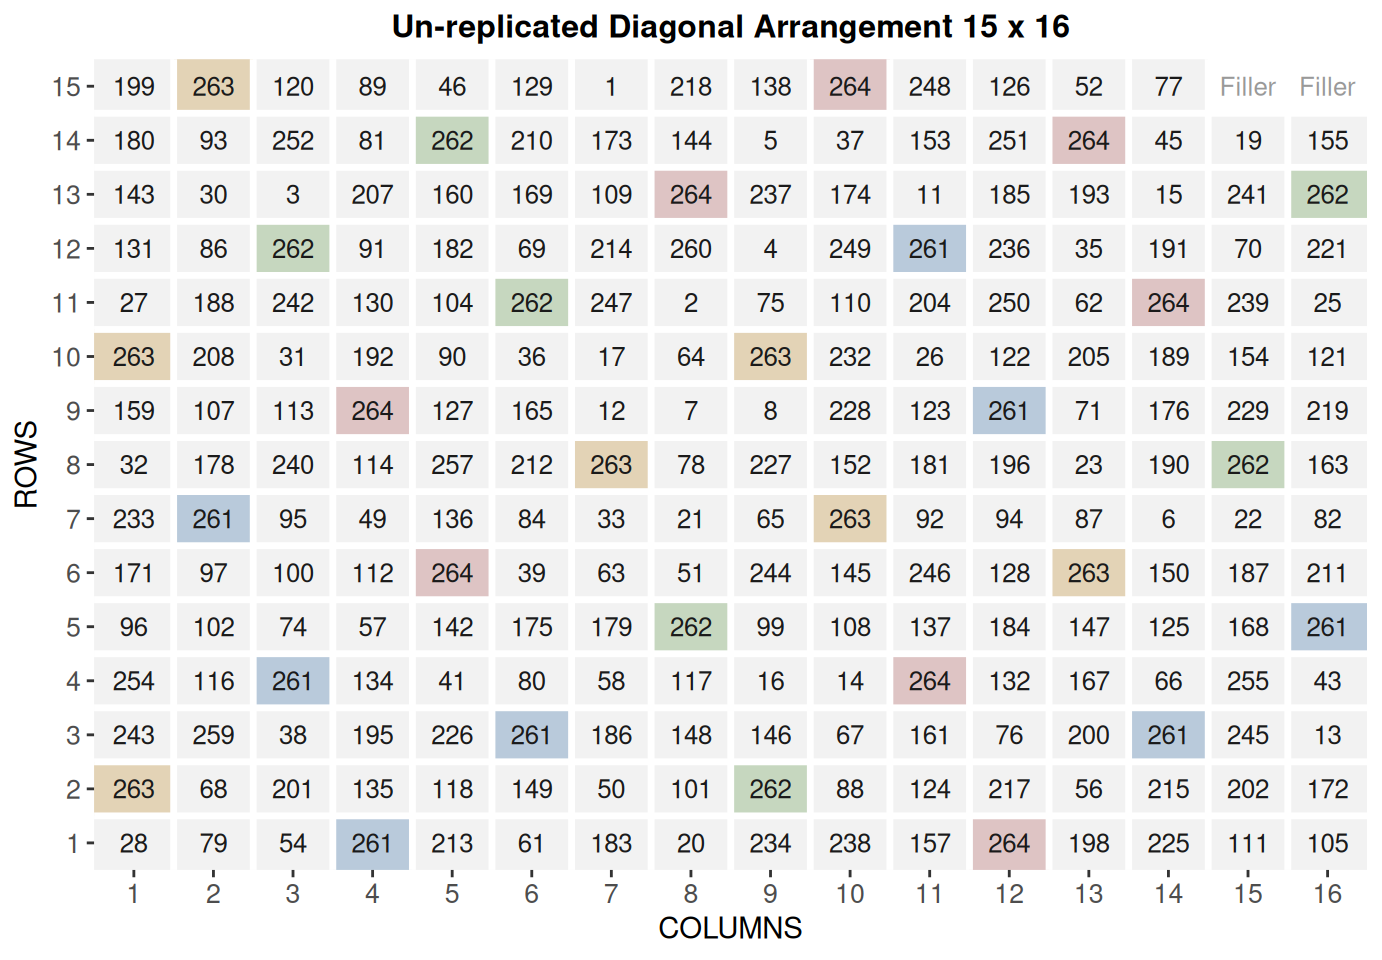 Un-replicated Diagonal Arrangement 15 x 16
15 199 263 120 89 46 129 1 218 138 264 248 126 52 77 Filler Filler
14 180 93 252 81 262 210 173 144 5 37 153 251 264 45 19 155
13 143 30 3 207 160 169 109 264 237 174 11 185 193 15 241 262
12 131 86 262 91 182 69 214 260 4 249 261 236 35 191 70 221
11 27 188 242 130 104 262 247 2 75 110 204 250 62 264 239 25
10 263 208 31 192 90 36 17 64 263 232 26 122 205 189 154 121
9 159 107 113 264 127 165 12 7 8 228 123 261 71 176 229 219
8 32 178 240 114 257 212 263 78 227 152 181 196 23 190 262 163
7 233 261 95 49 136 84 33 21 65 263 92 94 87 6 22 82
6 171 97 100 112 264 39 63 51 244 145 246 128 263 150 187 211
5 96 102 74 57 142 175 179 262 99 108 137 184 147 125 168 261
4 254 116 261 134 41 80 58 117 16 14 264 132 167 66 255 43
3 243 259 38 195 226 261 186 148 146 67 161 76 200 261 245 13
2 263 68 201 135 118 149 50 101 262 88 124 217 56 215 202 172
1 28 79 54 261 213 61 183 20 234 238 157 264 198 225 111 105
1 2 3 4 5 6 7 8 9 10 11 12 13 14 15 16
COLUMNS
ROWS